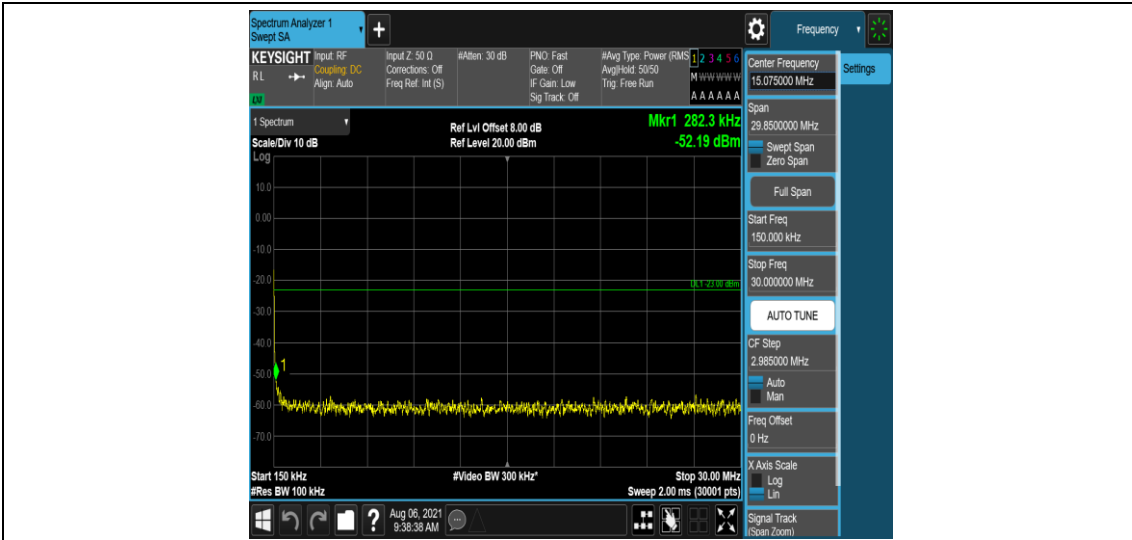 Spectrum Analyzer 1
Swept SA
+
Frequency
KEYSIGHT
RL
LXI
Input: RF
Coupling: DC
Align: Auto
Input Z: 50 Ω
Corrections: Off
Freq Ref: Int (S)
#Atten: 30 dB
PNO: Fast
Gate: Off
IF Gain: Low
Sig Track: Off
#Avg Type: Power (RMS
Avg|Hold: 50/50
Trig: Free Run
1 2 3 4 5 6
M W W W W W
A A A A A A
1 Spectrum
Scale/Div 10 dB
Log
Ref Lvl Offset 8.00 dB
Ref Level 20.00 dBm
Mkr1 282.3 kHz
-52.19 dBm
10.0
0.00
-10.0
-20.0
DL1 -23.00 dBm
-30.0
-40.0
1
-50.0
-60.0
-70.0
Start 150 kHz
#Video BW 300 kHz*
Stop 30.00 MHz
#Res BW 100 kHz
Sweep 2.00 ms (30001 pts)
?
Aug 06, 2021
9:38:38 AM
Center Frequency
15.075000 MHz
Settings
Span
29.8500000 MHz
Swept Span
Zero Span
Full Span
Start Freq
150.000 kHz
Stop Freq
30.000000 MHz
AUTO TUNE
CF Step
2.985000 MHz
Auto
Man
Freq Offset
0 Hz
X Axis Scale
Log
Lin
Signal Track
(Span Zoom)